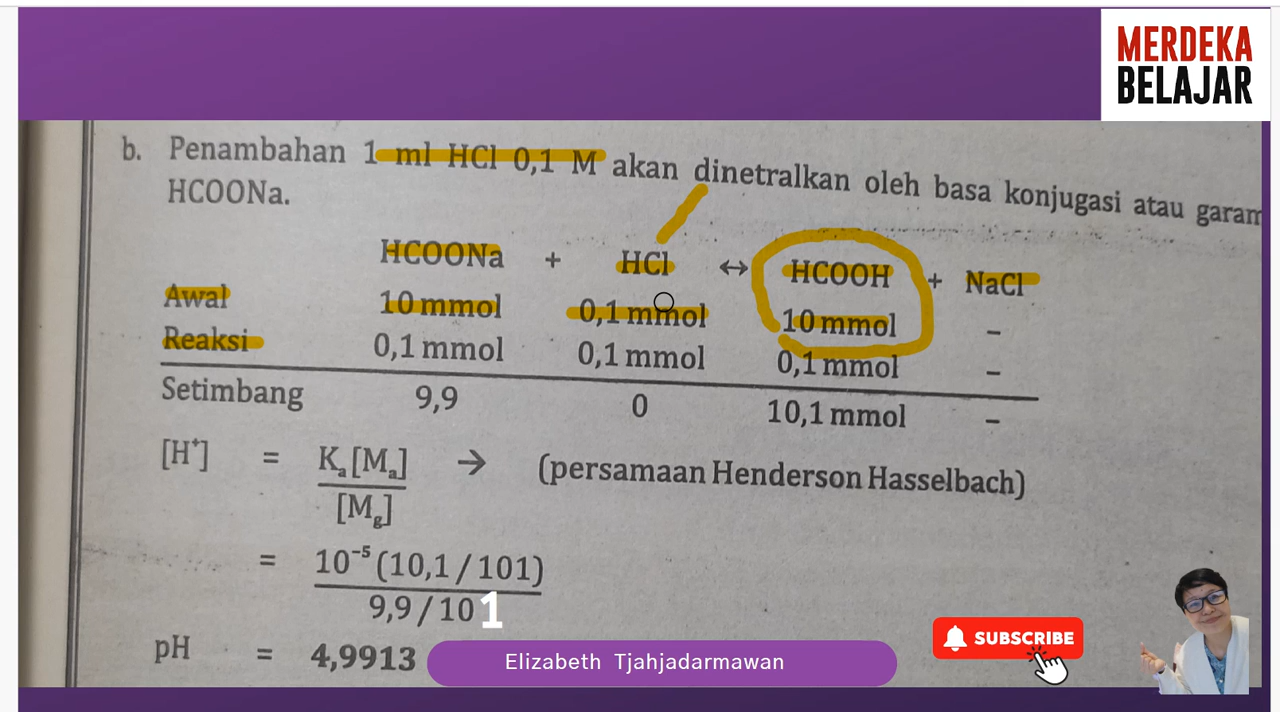 MERDEKA
BELAJAR
b. Penambahan 1 ml HCl 0,1 M akan dinetralkan oleh basa konjugasi atau garam
HCOONa.
HCOONa + HCl ↔ HCOOH + NaCl
Awal 10 mmol 0,1 mmol 10 mmol –
Reaksi 0,1 mmol 0,1 mmol 0,1 mmol –
Setimbang 9,9 0 10,1 mmol –
[H⁺] = Kₐ[Mₐ] → (persamaan Henderson Hasselbach)
[Mg]
= 10⁻⁵ (10,1 / 101)
9,9 / 101
pH = 4,9913
Elizabeth Tjahjadarmawan
SUBSCRIBE